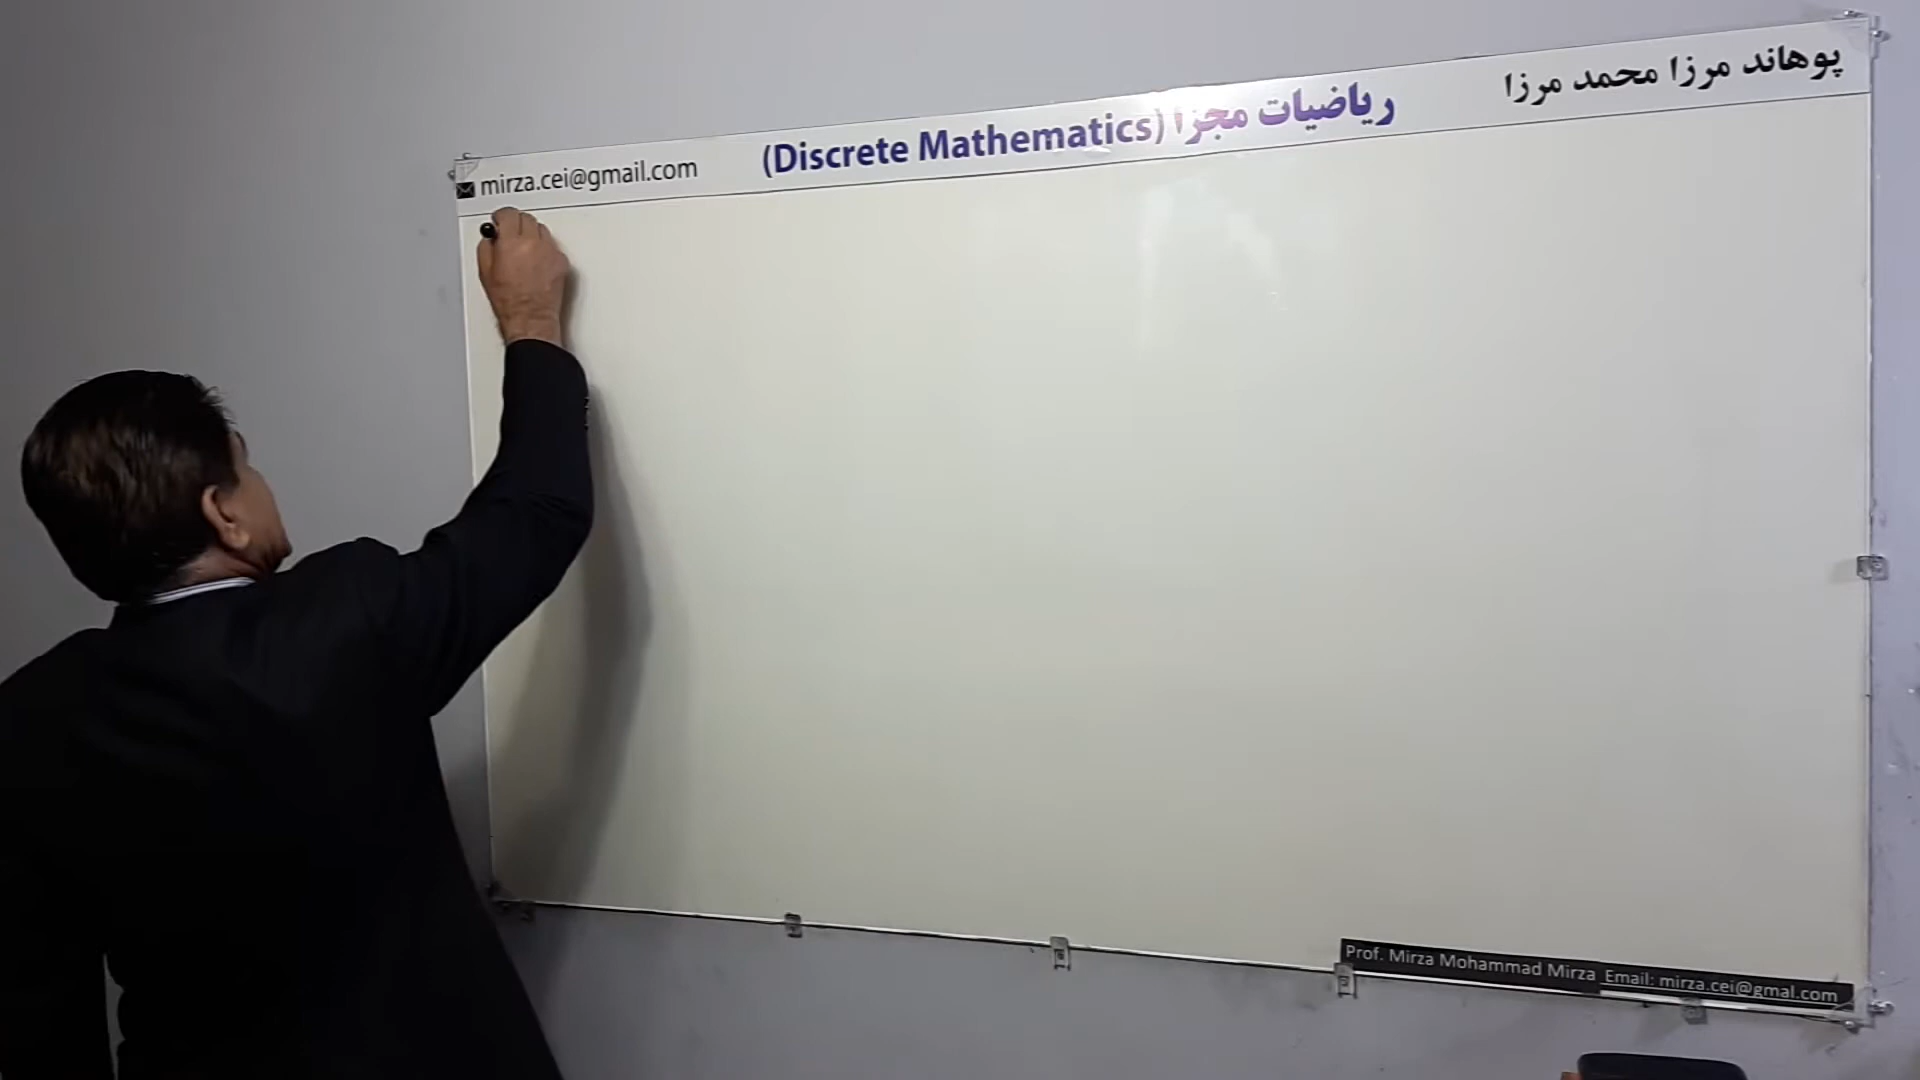 پوهاند مرزا محمد مرزا
ریاضیات مجزا (Discrete Mathematics)
mirza.cei@gmail.com
Prof. Mirza Mohammad Mirza Email: mirza.cei@gmal.com